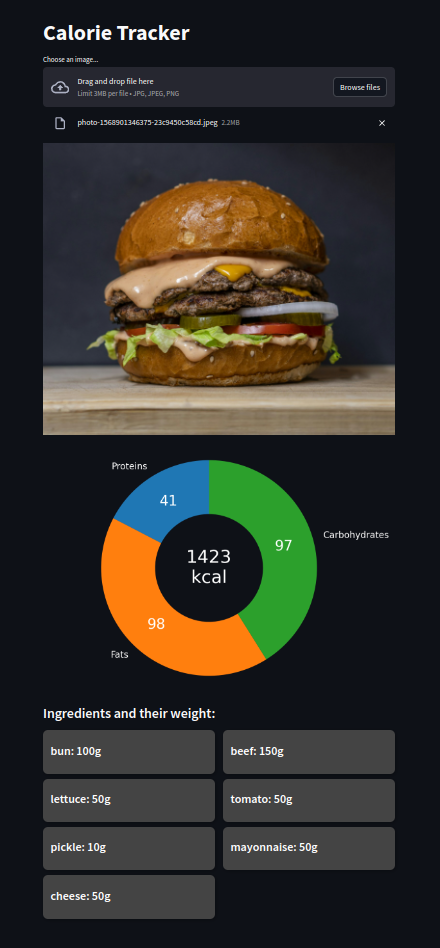 Calorie Tracker
Choose an image...
Drag and drop file here
Limit 3MB per file • JPG, JPEG, PNG
Browse files
photo-1568901346375-23c9450c58cd.jpeg 2.2MB
Proteins
41
97
Carbohydrates
1423
kcal
98
Fats
Ingredients and their weight:
bun: 100g
beef: 150g
lettuce: 50g
tomato: 50g
pickle: 10g
mayonnaise: 50g
cheese: 50g